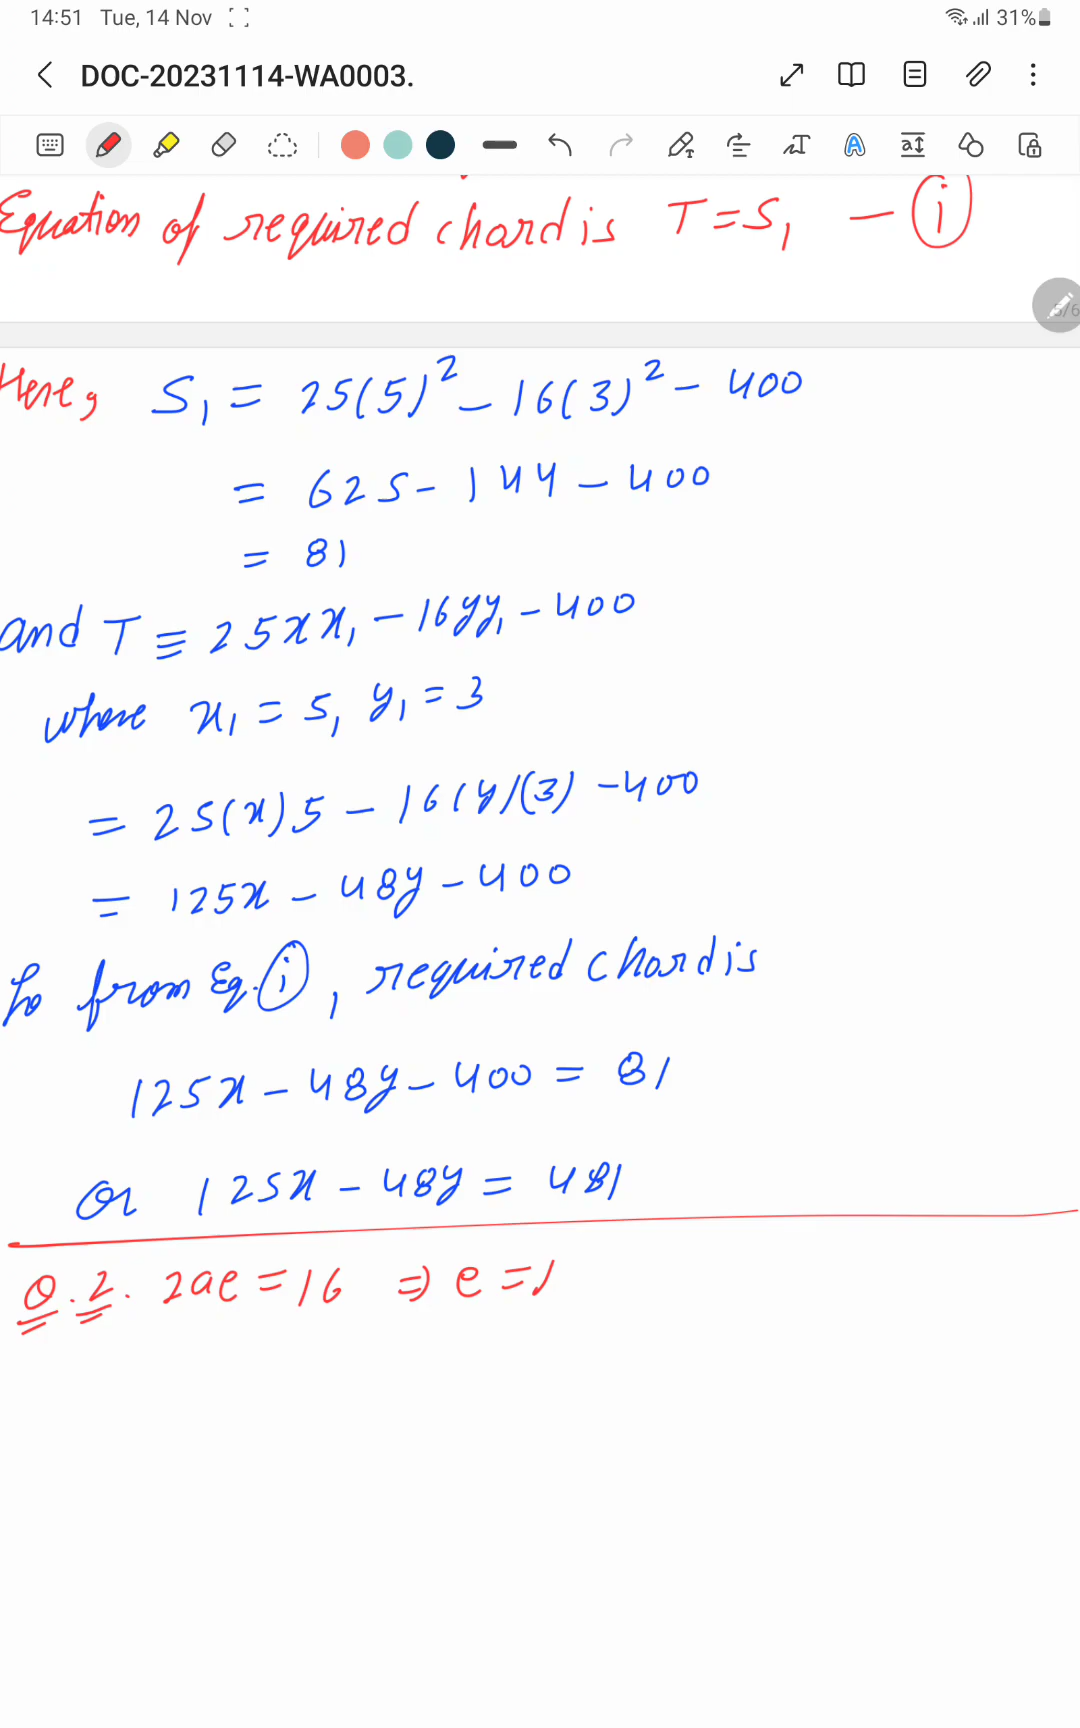 14:51 Tue, 14 Nov 31%
DOC-20231114-WA0003.
Equation of required chord is T=S₁ — (i)
Here, S₁ = 25(5)² – 16(3)² – 400
= 625 – 144 – 400
= 81
and T ≡ 25xx₁ – 16yy₁ – 400
where x₁ = 5, y₁ = 3
= 25(x)5 – 16(y)(3) – 400
= 125x – 48y – 400
So from Eq.(i), required chord is
125x – 48y – 400 = 81
Or 125x – 48y = 481
Q.2. 2ae = 16 ⇒ e = 1